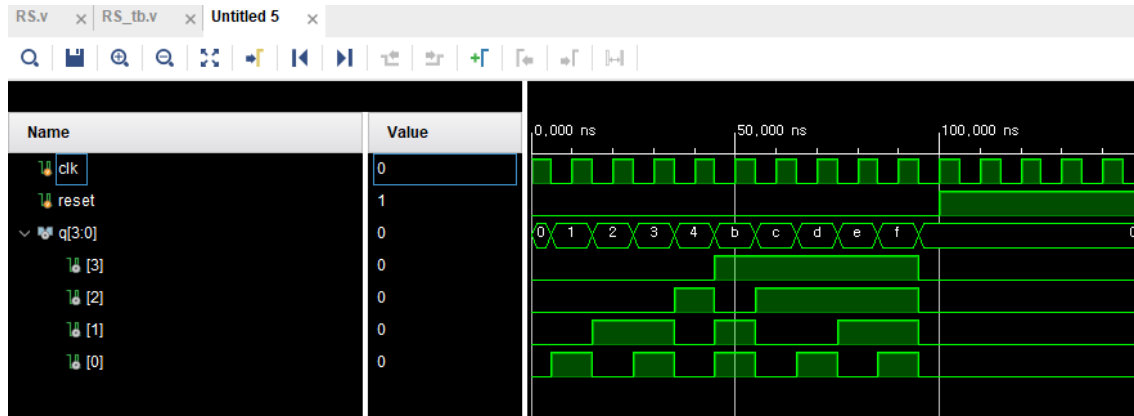 RS.v × RS_tb.v × Untitled 5 ×
Name Value 0,000 ns 50,000 ns 100,000 ns
clk 0
reset 1
q[3:0] 0 0 1 2 3 4 b c d e f 0
[3] 0
[2] 0
[1] 0
[0] 0